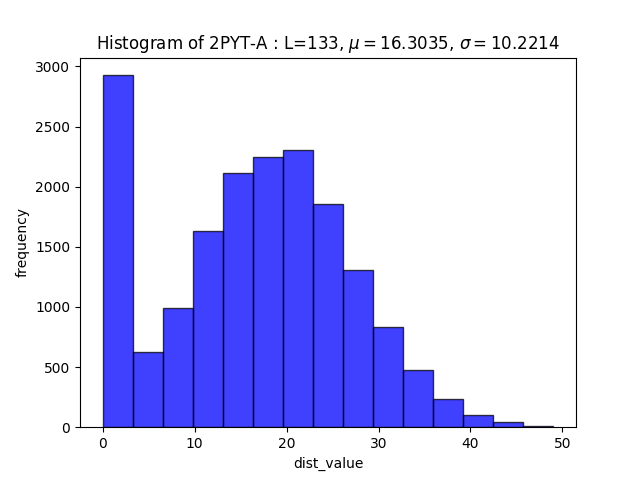 Histogram of 2PYT-A : L=133, μ = 16.3035, σ = 10.2214
3000
2500
2000
1500
1000
500
0
frequency
0 10 20 30 40 50
dist_value